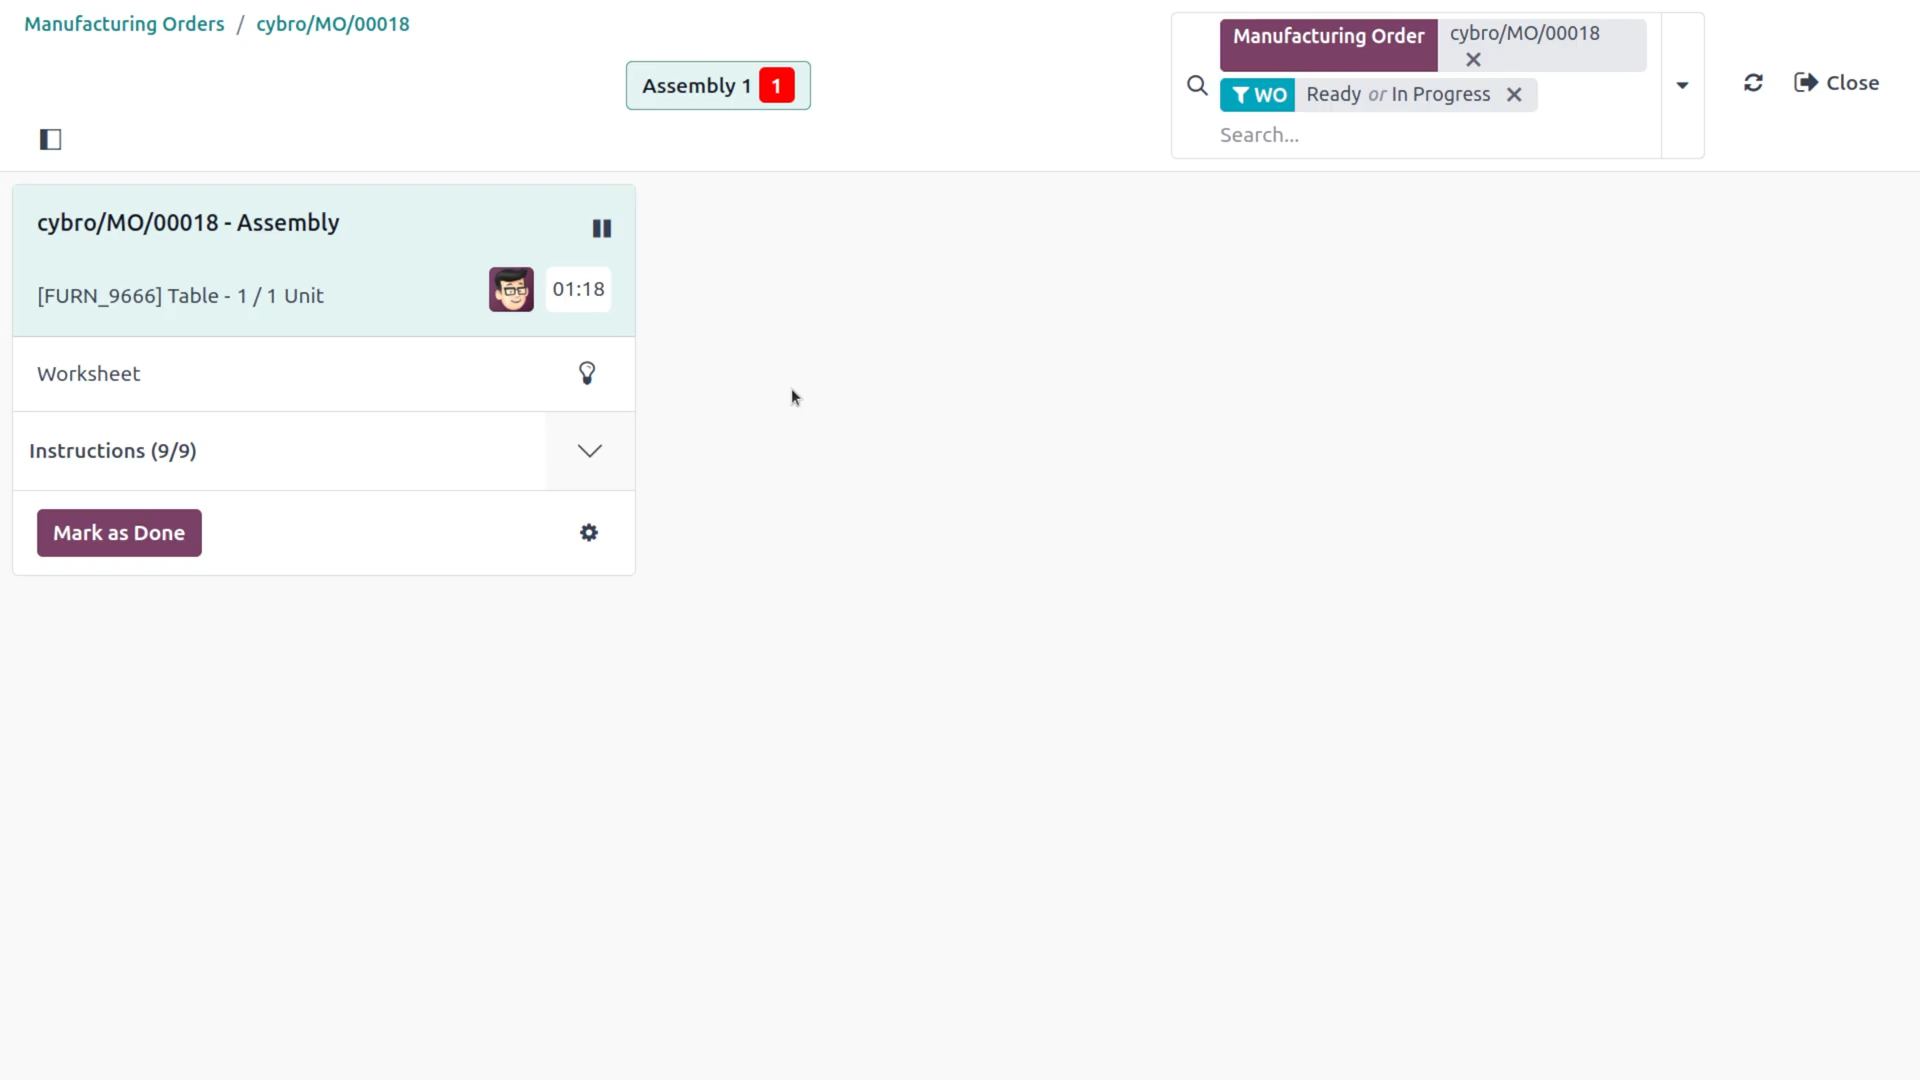 Manufacturing Orders / cybro/MO/00018
Assembly 1 1
Manufacturing Order cybro/MO/00018
WO Ready or In Progress
Search...
Close
cybro/MO/00018 - Assembly
[FURN_9666] Table - 1 / 1 Unit
01:18
Worksheet
Instructions (9/9)
Mark as Done